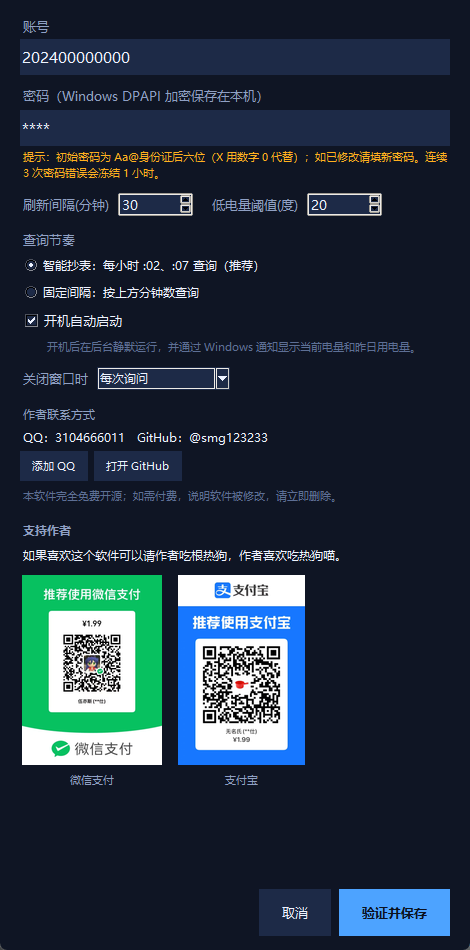 账号
202400000000
密码（Windows DPAPI 加密保存在本机）
****
提示：初始密码为 Aa@身份证后六位（X 用数字 0 代替）；如已修改请填新密码。连续
3 次密码错误会冻结 1 小时。
刷新间隔(分钟) 30 低电量阈值(度) 20
查询节奏
智能抄表：每小时 :02、:07 查询（推荐）
固定间隔：按上方分钟数查询
开机自动启动
开机后在后台静默运行，并通过 Windows 通知显示当前电量和昨日用电量。
关闭窗口时 每次询问
作者联系方式
QQ：3104666011 GitHub：@smg123233
添加 QQ 打开 GitHub
本软件完全免费开源；如需付费，说明软件被修改，请立即删除。
支持作者
如果喜欢这个软件可以请作者吃根热狗，作者喜欢吃热狗喵。
推荐使用微信支付
¥1.99
微信支付
支 支付宝
推荐使用支付宝
无名氏(**仕)
¥1.99
微信支付 支付宝
取消 验证并保存